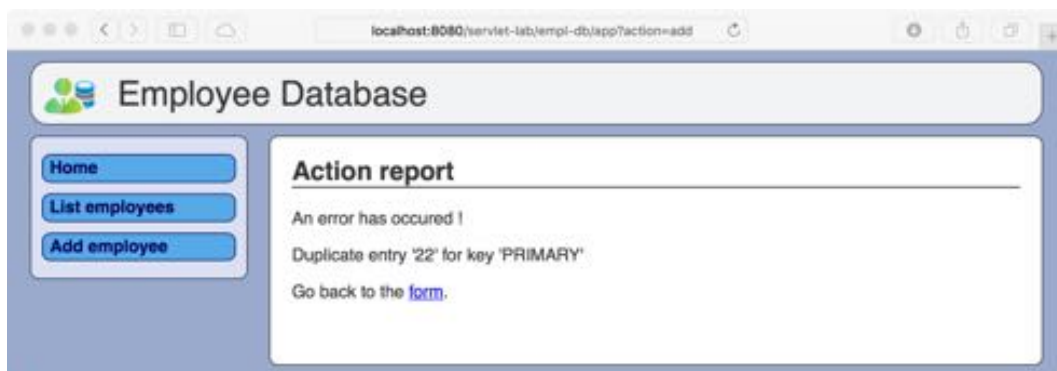 localhost:8080/servlet-lab/empl-db/app?action=add
Employee Database
Home
List employees
Add employee
Action report
An error has occured !
Duplicate entry '22' for key 'PRIMARY'
Go back to the form.